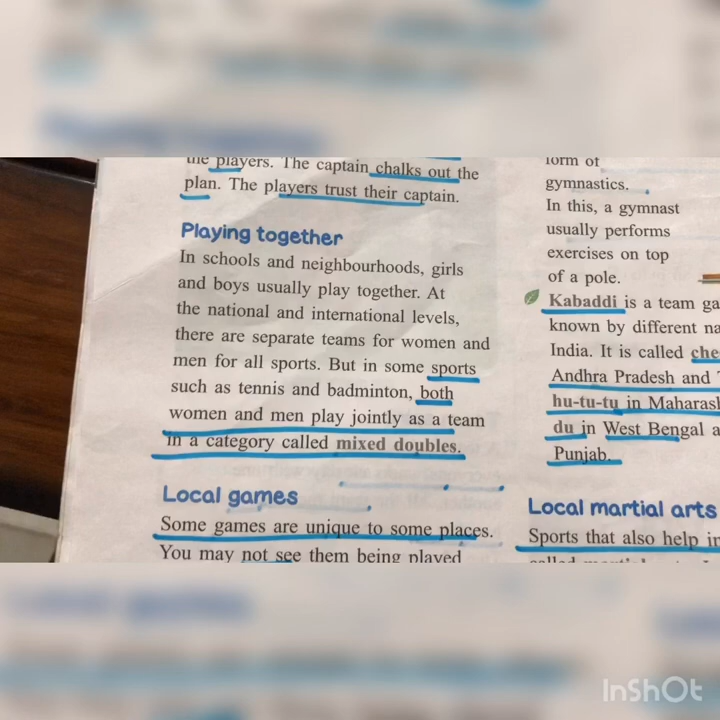 the players. The captain chalks out the
plan. The players trust their captain.
Playing together
In schools and neighbourhoods, girls
and boys usually play together. At
the national and international levels,
there are separate teams for women and
men for all sports. But in some sports
such as tennis and badminton, both
women and men play jointly as a team
in a category called mixed doubles.
Local games
Some games are unique to some places.
You may not see them being played
form of
gymnastics.
In this, a gymnast
usually performs
exercises on top
of a pole.
Kabaddi is a team ga
known by different na
India. It is called che
Andhra Pradesh and T
hu-tu-tu in Maharash
du in West Bengal a
Punjab.
Local martial arts
Sports that also help in
InShOt